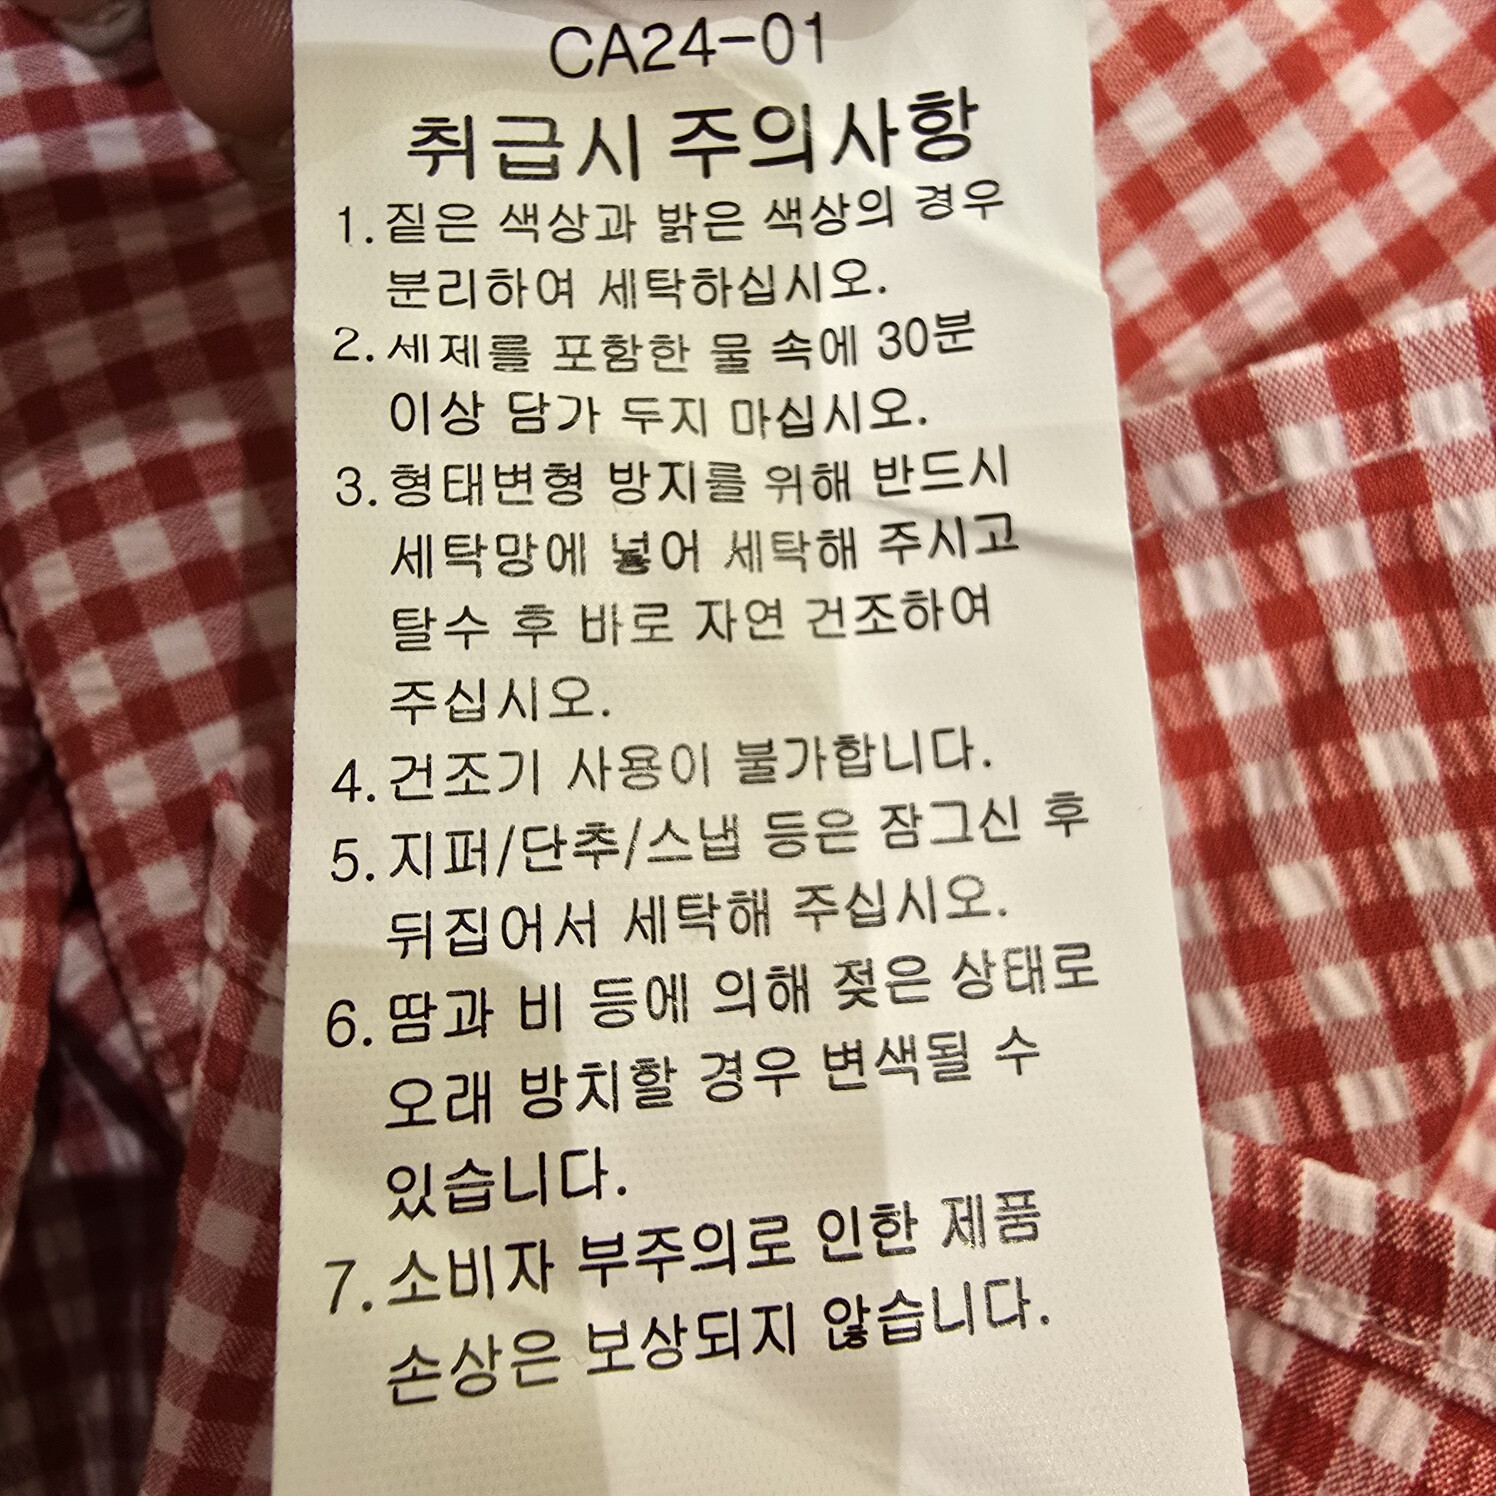 CA24-01
취급시 주의사항
1. 짙은 색상과 밝은 색상의 경우
분리하여 세탁하십시오.
2. 세제를 포함한 물 속에 30분
이상 담가 두지 마십시오.
3. 형태변형 방지를 위해 반드시
세탁망에 넣어 세탁해 주시고
탈수 후 바로 자연 건조하여
주십시오.
4. 건조기 사용이 불가합니다.
5. 지퍼/단추/스냅 등은 잠그신 후
뒤집어서 세탁해 주십시오.
6. 땀과 비 등에 의해 젖은 상태로
오래 방치할 경우 변색될 수
있습니다.
7. 소비자 부주의로 인한 제품
손상은 보상되지 않습니다.